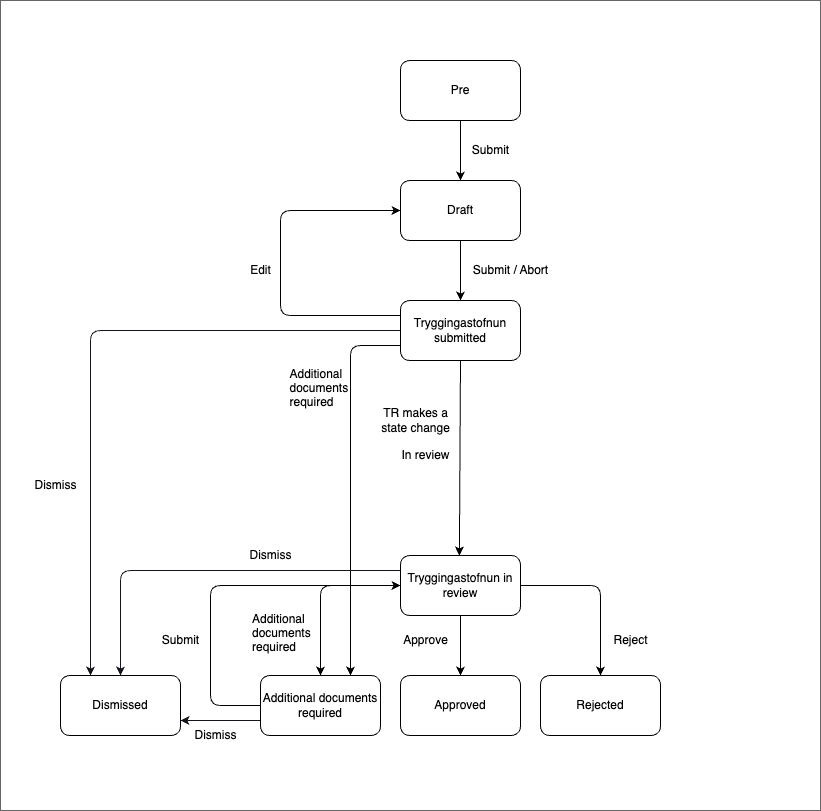 Pre
Submit
Draft
Edit
Submit / Abort
Tryggingastofnun
submitted
Additional
documents
required
TR makes a
state change
In review
Dismiss
Dismiss
Tryggingastofnun in
review
Submit
Additional
documents
required
Approve
Reject
Dismissed
Additional documents
required
Approved
Rejected
Dismiss